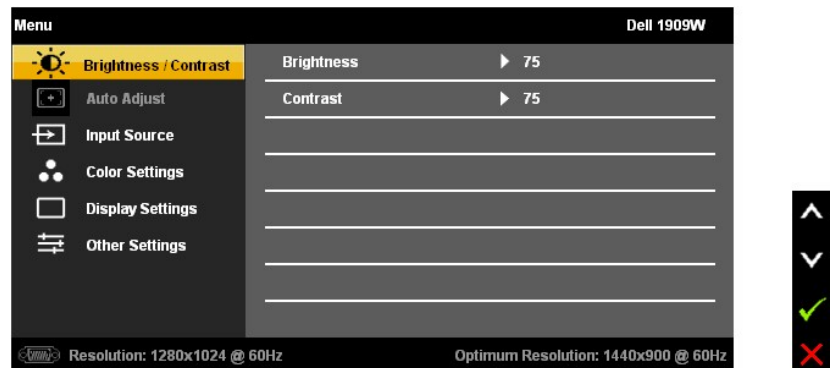 Menu Dell 1909W
Brightness / Contrast Brightness 75
Auto Adjust Contrast 75
Input Source
Color Settings
Display Settings
Other Settings
Resolution: 1280x1024 @ 60Hz Optimum Resolution: 1440x900 @ 60Hz